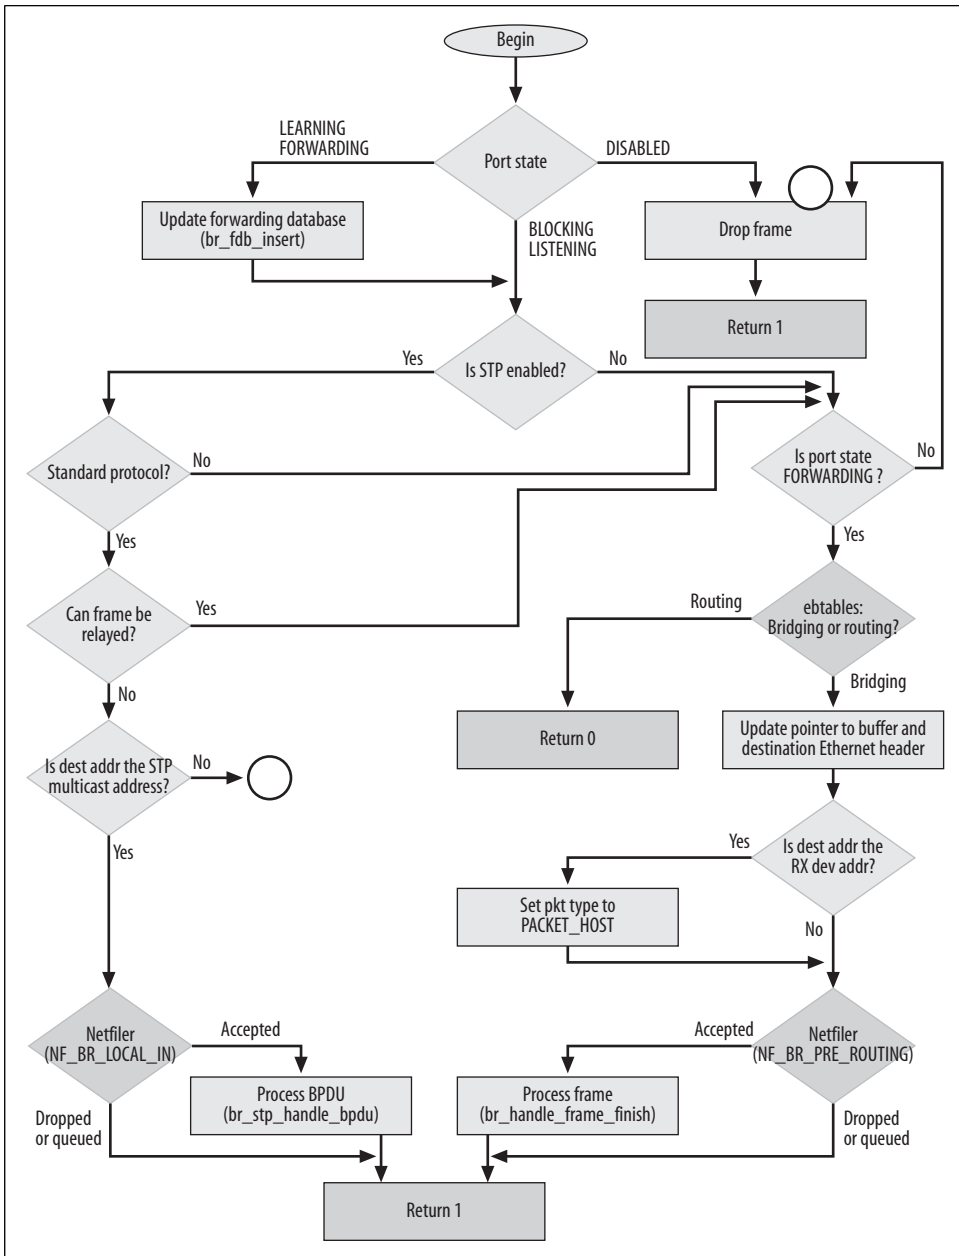 Begin
LEARNING
FORWARDING
Port state
DISABLED
Update forwarding database
(br_fdb_insert)
BLOCKING
LISTENING
Drop frame
Return 1
Yes
Is STP enabled?
No
Standard protocol?
No
Is port state
FORWARDING ?
No
Yes
Yes
Can frame be
relayed?
Yes
Routing
ebtables:
Bridging or routing?
No
Bridging
Is dest addr the STP
multicast address?
No
Return 0
Update pointer to buffer and
destination Ethernet header
Yes
Yes
Is dest addr the
RX dev addr?
Set pkt type to
PACKET_HOST
No
Netfiler
(NF_BR_LOCAL_IN)
Accepted
Accepted
Netfiler
(NF_BR_PRE_ROUTING)
Process BPDU
(br_stp_handle_bpdu)
Process frame
(br_handle_frame_finish)
Dropped
or queued
Dropped
or queued
Return 1